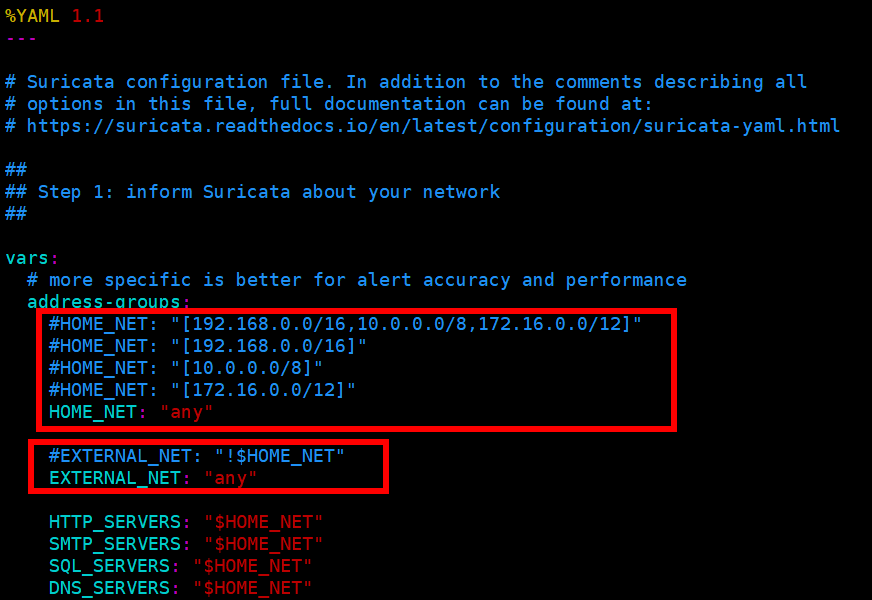 %YAML 1.1
---
# Suricata configuration file. In addition to the comments describing all
# options in this file, full documentation can be found at:
# https://suricata.readthedocs.io/en/latest/configuration/suricata-yaml.html
##
## Step 1: inform Suricata about your network
##
vars:
# more specific is better for alert accuracy and performance
address-groups:
#HOME_NET: "[192.168.0.0/16,10.0.0.0/8,172.16.0.0/12]"
#HOME_NET: "[192.168.0.0/16]"
#HOME_NET: "[10.0.0.0/8]"
#HOME_NET: "[172.16.0.0/12]"
HOME_NET: "any"
#EXTERNAL_NET: "!$HOME_NET"
EXTERNAL_NET: "any"
HTTP_SERVERS: "$HOME_NET"
SMTP_SERVERS: "$HOME_NET"
SQL_SERVERS: "$HOME_NET"
DNS_SERVERS: "$HOME_NET"